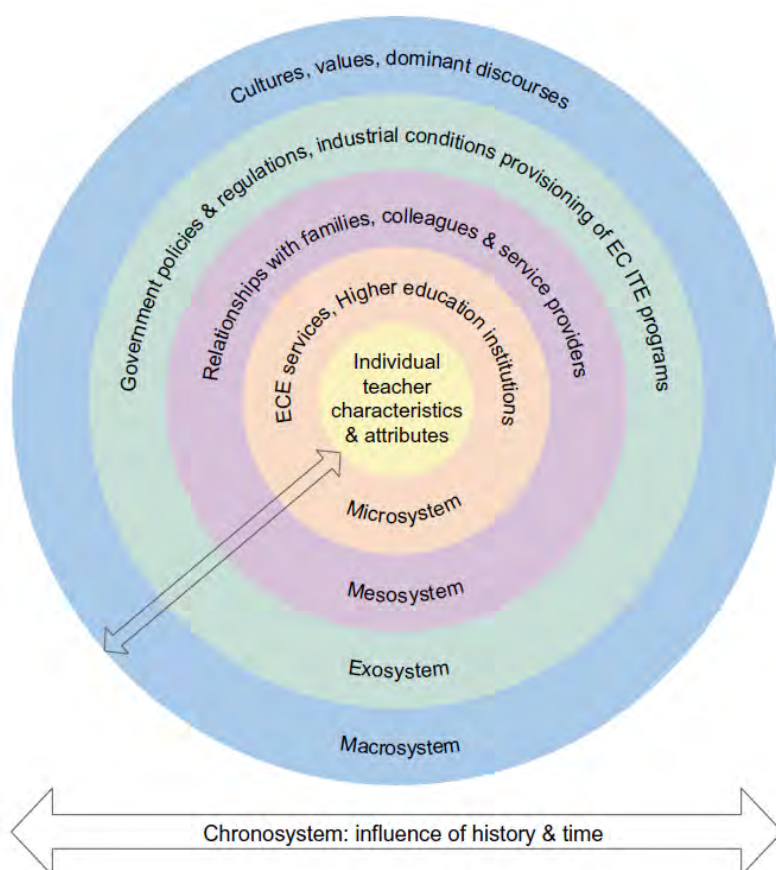 Cultures, values, dominant discourses
Government policies & regulations, industrial conditions provisioning of EC ITE programs
Relationships with families, colleagues & service providers
ECE services, Higher education institutions
Individual
teacher
characteristics
& attributes
Microsystem
Mesosystem
Exosystem
Macrosystem
Chronosystem: influence of history & time